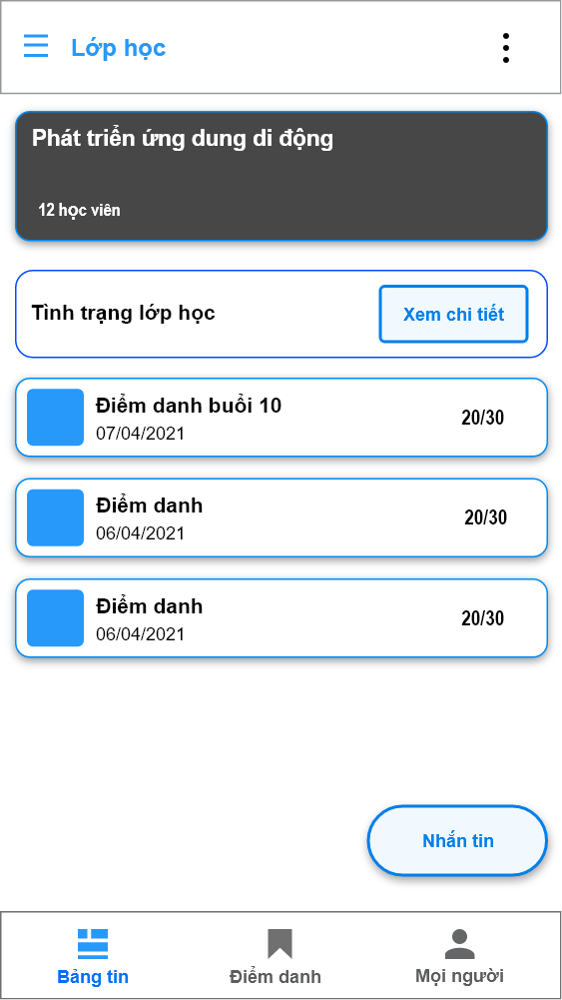 Lớp học
Phát triển ứng dung di động
12 học viên
Tình trạng lớp học
Xem chi tiết
Điểm danh buổi 10
07/04/2021
20/30
Điểm danh
06/04/2021
20/30
Điểm danh
06/04/2021
20/30
Nhắn tin
Bảng tin
Điểm danh
Mọi người